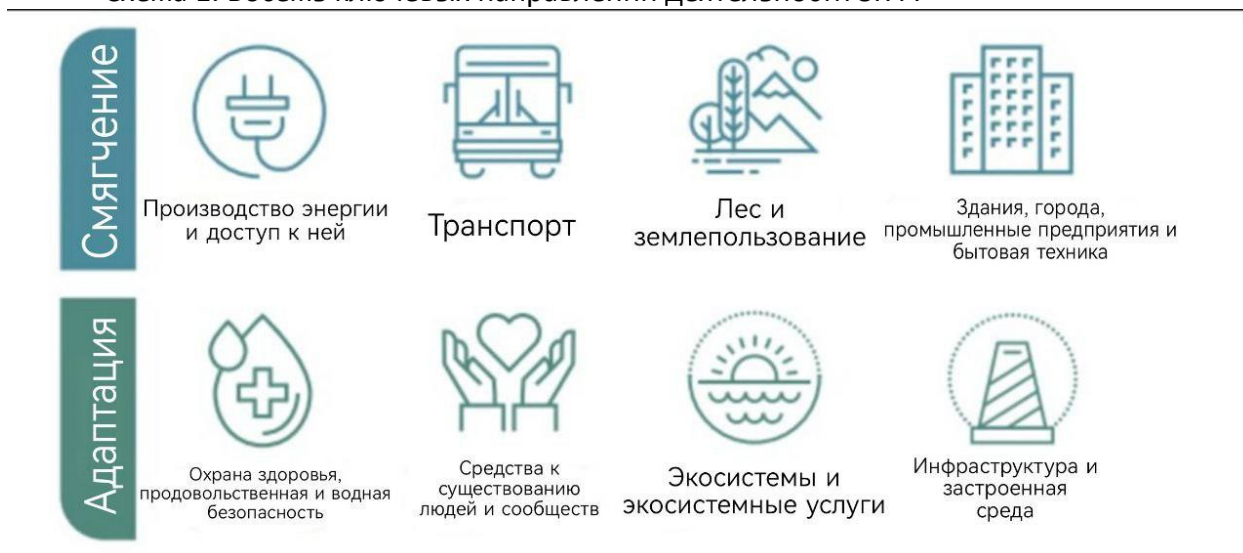 Смягчение
Производство энергии
и доступ к ней
Транспорт
Лес и
землепользование
Здания, города,
промышленные предприятия и
бытовая техника
Адаптация
Охрана здоровья,
продовольственная и водная
безопасность
Средства к
существованию
людей и сообществ
Экосистемы и
экосистемные услуги
Инфраструктура и
застроенная
среда